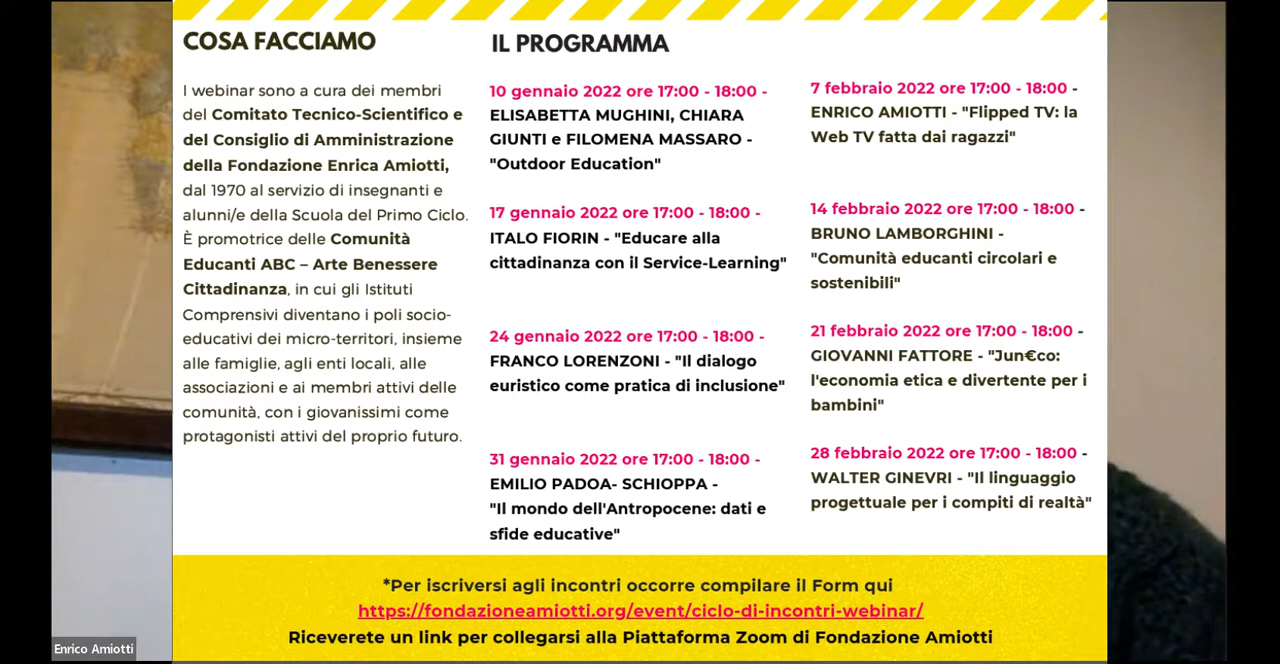 COSA FACCIAMO
I webinar sono a cura dei membri
del Comitato Tecnico-Scientifico e
del Consiglio di Amministrazione
della Fondazione Enrica Amiotti,
dal 1970 al servizio di insegnanti e
alunni/e della Scuola del Primo Ciclo.
È promotrice delle Comunità
Educanti ABC – Arte Benessere
Cittadinanza, in cui gli Istituti
Comprensivi diventano i poli socio-
educativi dei micro-territori, insieme
alle famiglie, agli enti locali, alle
associazioni e ai membri attivi delle
comunità, con i giovanissimi come
protagonisti attivi del proprio futuro.
IL PROGRAMMA
10 gennaio 2022 ore 17:00 - 18:00 -
ELISABETTA MUGHINI, CHIARA
GIUNTI e FILOMENA MASSARO -
"Outdoor Education"
17 gennaio 2022 ore 17:00 - 18:00 -
ITALO FIORIN - "Educare alla
cittadinanza con il Service-Learning"
24 gennaio 2022 ore 17:00 - 18:00 -
FRANCO LORENZONI - "Il dialogo
euristico come pratica di inclusione"
31 gennaio 2022 ore 17:00 - 18:00 -
EMILIO PADOA- SCHIOPPA -
"Il mondo dell'Antropocene: dati e
sfide educative"
7 febbraio 2022 ore 17:00 - 18:00 -
ENRICO AMIOTTI - "Flipped TV: la
Web TV fatta dai ragazzi"
14 febbraio 2022 ore 17:00 - 18:00 -
BRUNO LAMBORGHINI -
"Comunità educanti circolari e
sostenibili"
21 febbraio 2022 ore 17:00 - 18:00 -
GIOVANNI FATTORE - "Jun€co:
l'economia etica e divertente per i
bambini"
28 febbraio 2022 ore 17:00 - 18:00 -
WALTER GINEVRI - "Il linguaggio
progettuale per i compiti di realtà"
*Per iscriversi agli incontri occorre compilare il Form qui
https://fondazioneamiotti.org/event/ciclo-di-incontri-webinar/
Riceverete un link per collegarsi alla Piattaforma Zoom di Fondazione Amiotti
Enrico Amiotti